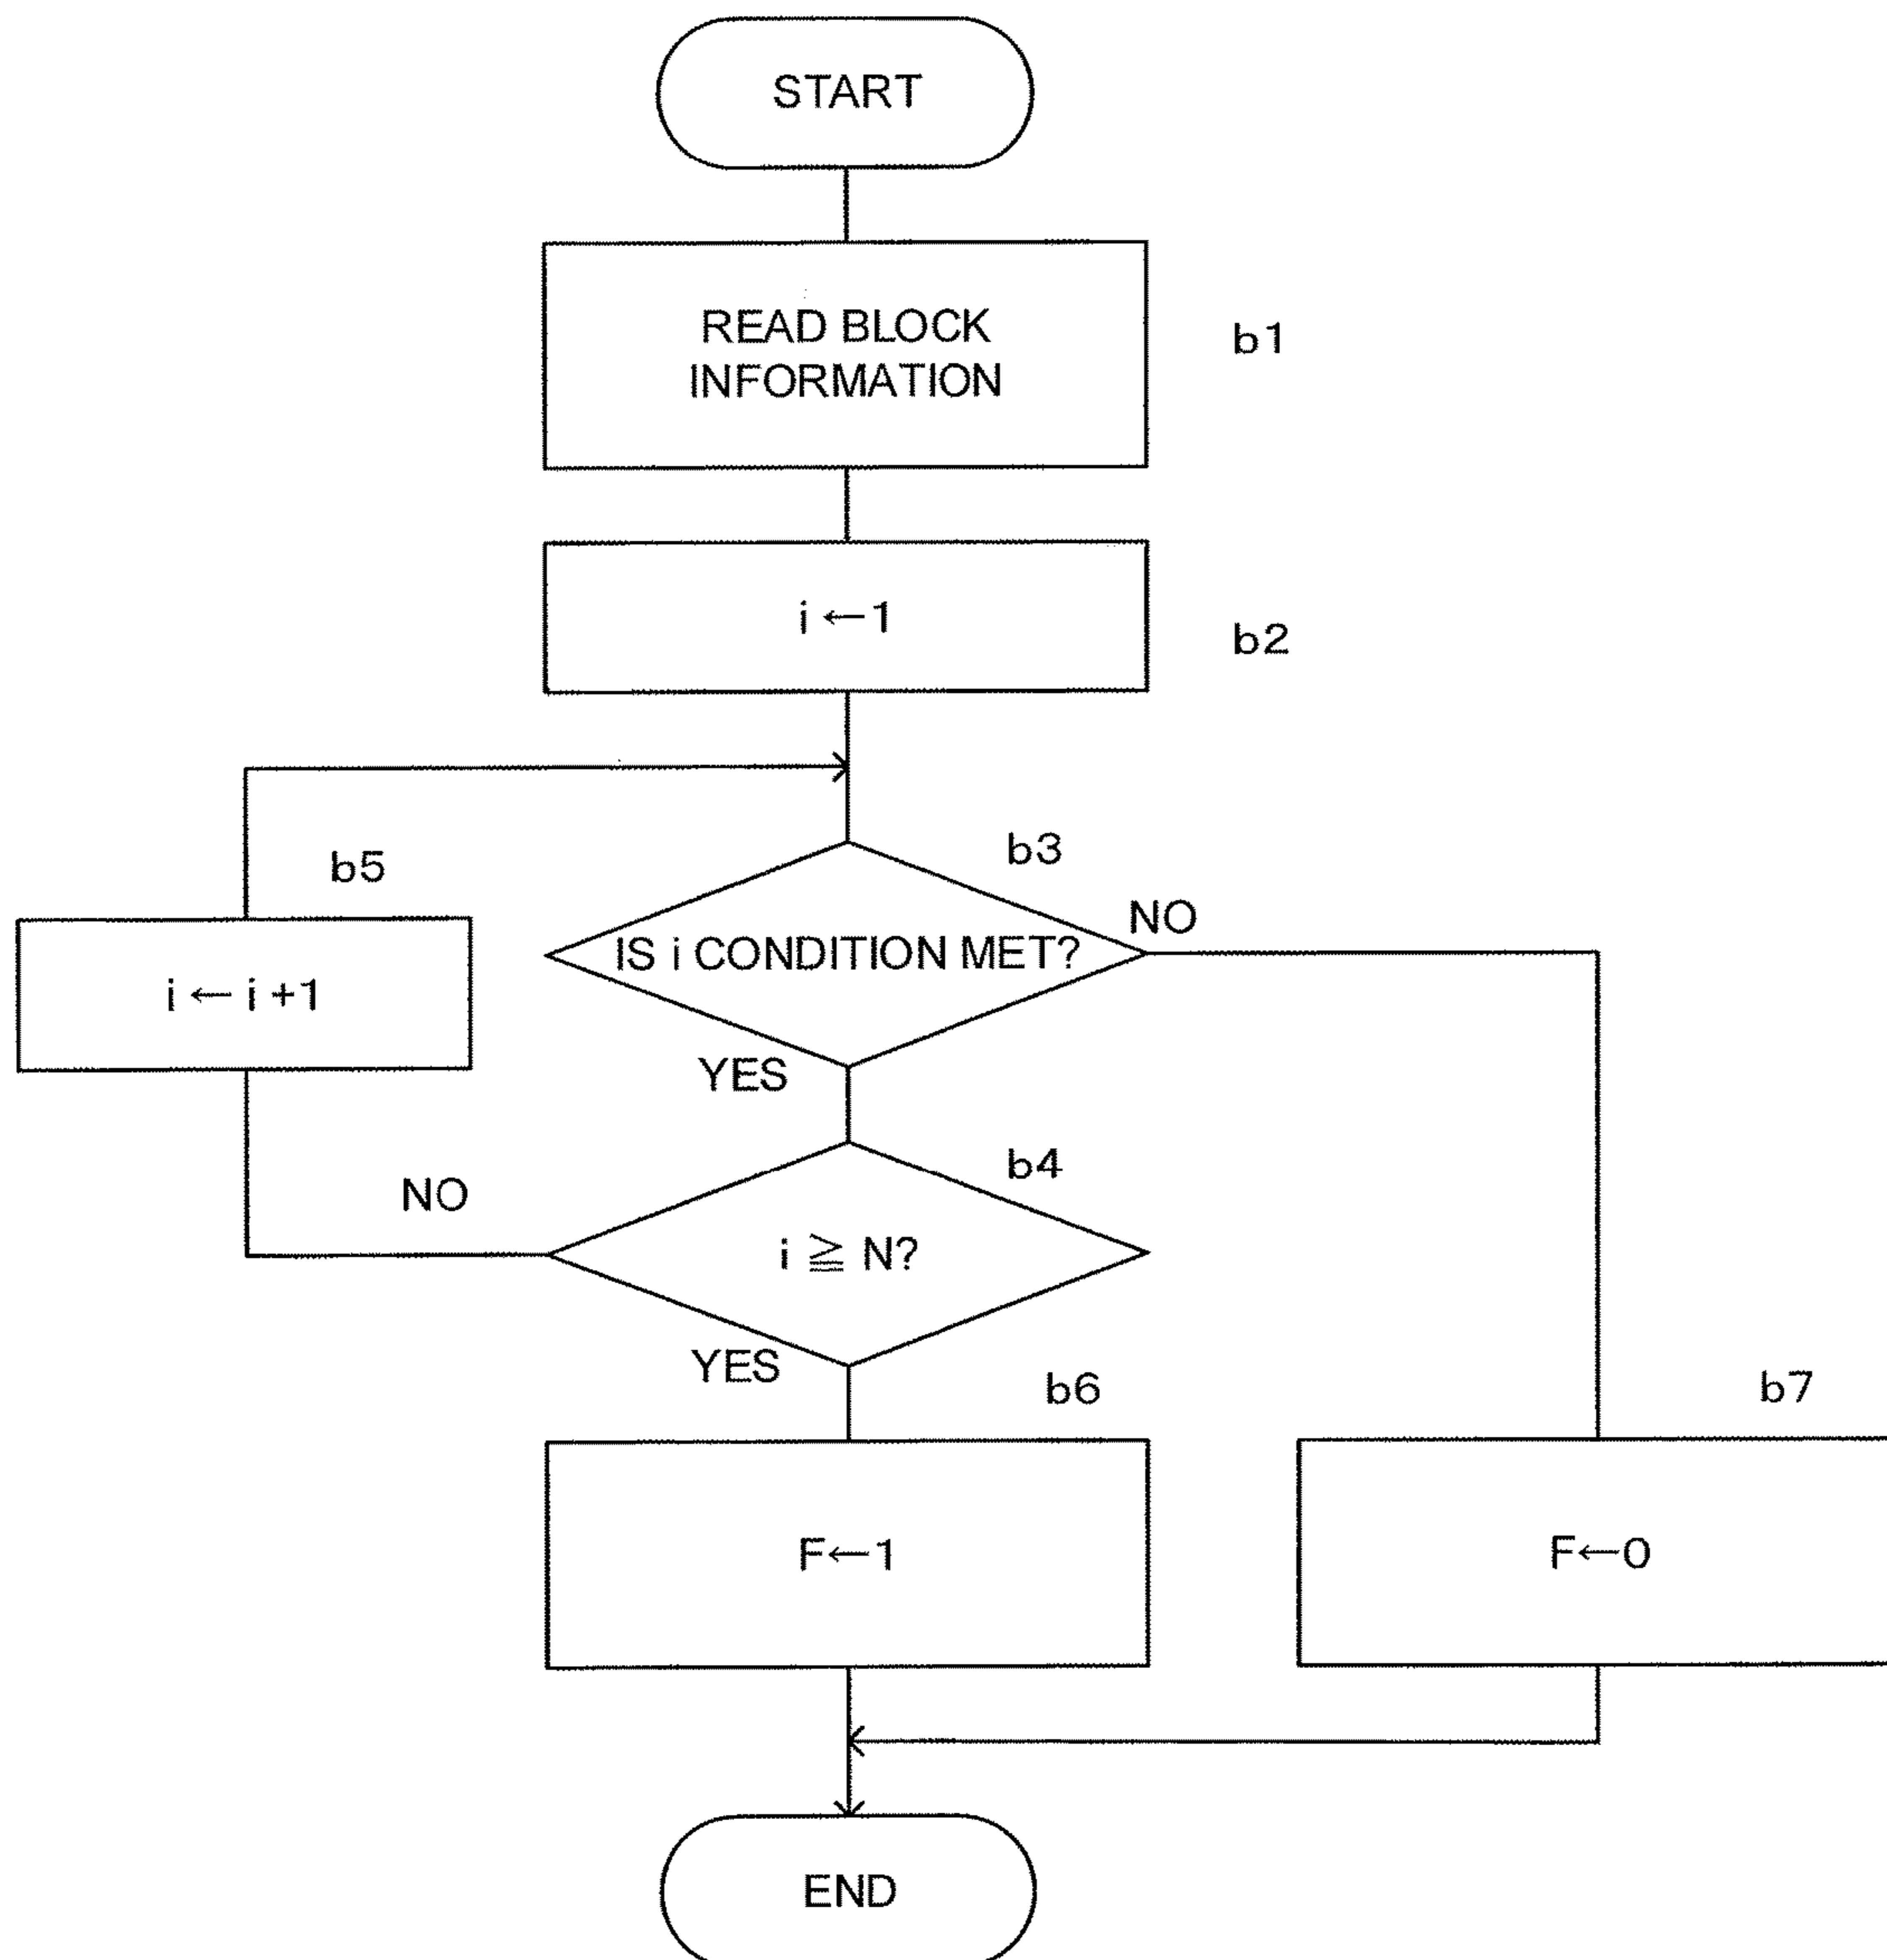 START
READ BLOCK
INFORMATION
b1
i ←1
b2
b3
b5
NO
IS i CONDITION MET?
i ← i +1
YES
b4
NO
i ≧ N?
YES
b6
b7
F←1
F←0
END